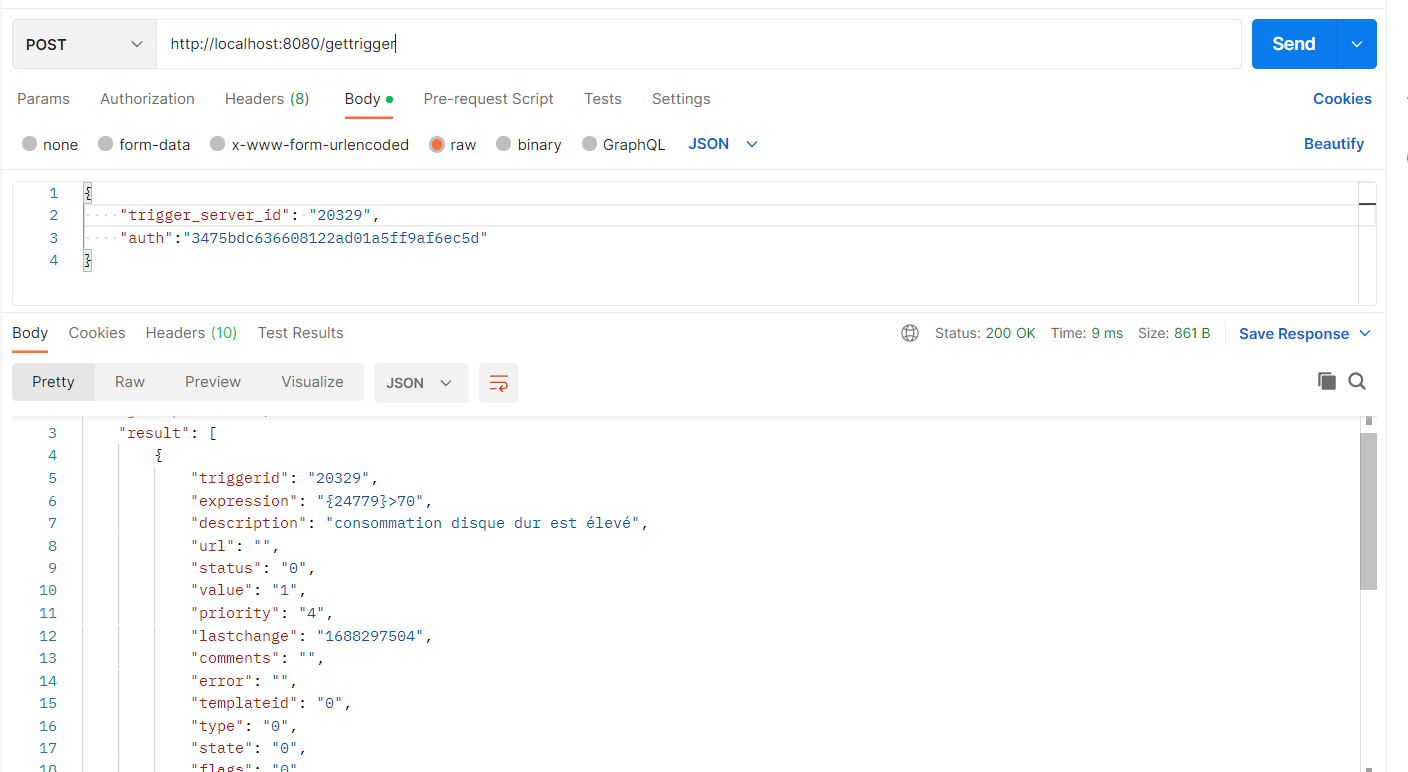 POST http://localhost:8080/gettrigger Send
Params Authorization Headers (8) Body Pre-request Script Tests Settings Cookies
none form-data x-www-form-urlencoded raw binary GraphQL JSON Beautify
1 {
2 "trigger_server_id": "20329",
3 "auth":"3475bdc636608122ad01a5ff9af6ec5d"
4 }
Body Cookies Headers (10) Test Results Status: 200 OK Time: 9 ms Size: 861 B Save Response
Pretty Raw Preview Visualize JSON
3 "result": [
4 {
5 "triggerid": "20329",
6 "expression": "{24779}>70",
7 "description": "consommation disque dur est élevé",
8 "url": "",
9 "status": "0",
10 "value": "1",
11 "priority": "4",
12 "lastchange": "1688297504",
13 "comments": "",
14 "error": "",
15 "templateid": "0",
16 "type": "0",
17 "state": "0",
18 "flags": "0"